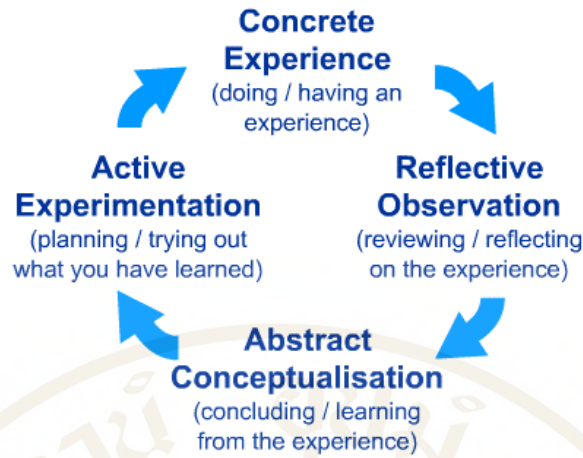 Concrete
Experience
(doing / having an
experience)
Reflective
Observation
(reviewing / reflecting
on the experience)
Abstract
Conceptualisation
(concluding / learning
from the experience)
Active
Experimentation
(planning / trying out
what you have learned)